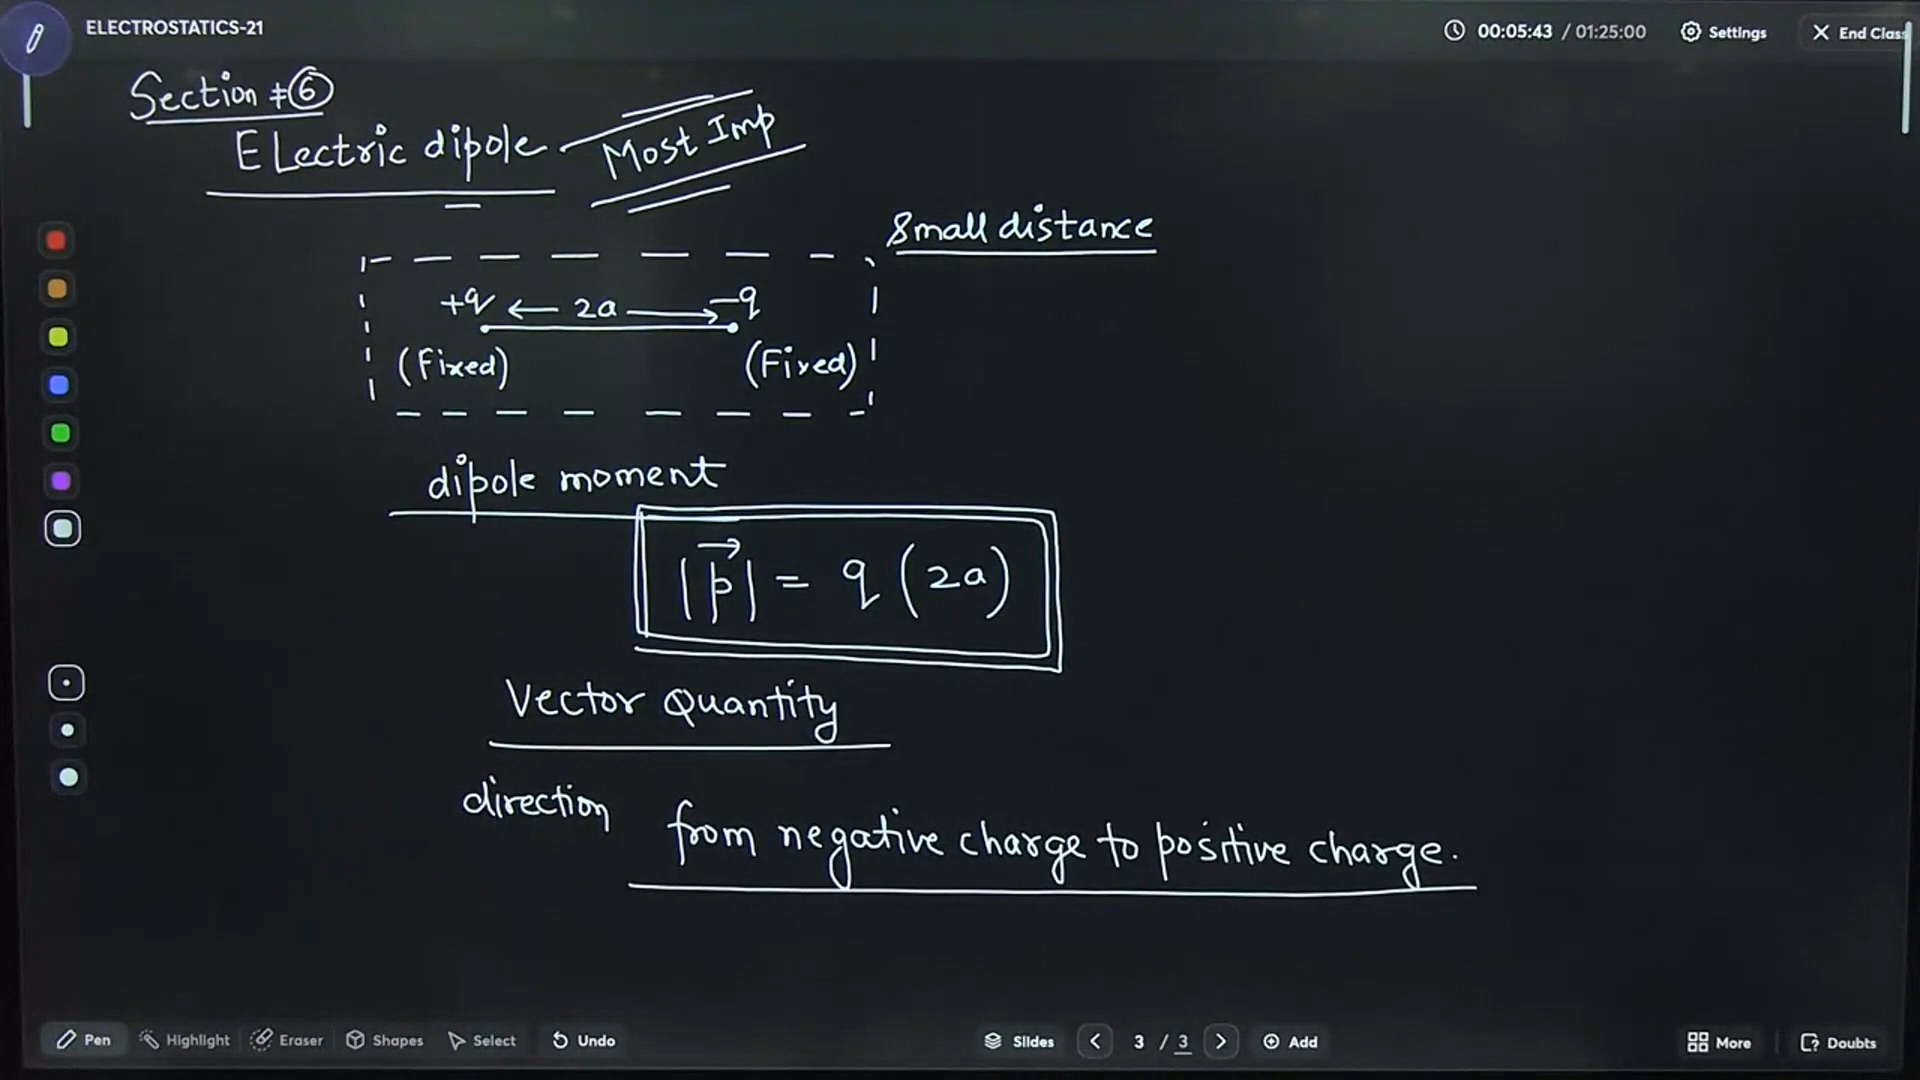 ELECTROSTATICS-21
00:05:43 / 01:25:00 Settings End Class
Section #6
Electric dipole Most Imp
Small distance
+q ← 2a → -q
(Fixed) (Fixed)
dipole moment
|p⃗| = q (2a)
Vector Quantity
direction from negative charge to positive charge.
Pen Highlight Eraser Shapes Select Undo Slides < 3 / 3 > Add More Doubts